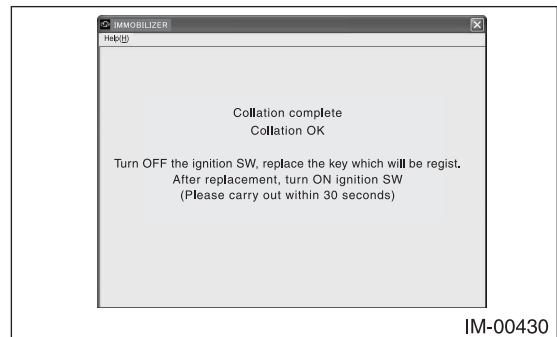 IMMOBILIZER
Help(H)
Collation complete
Collation OK
Turn OFF the ignition SW, replace the key which will be regist.
After replacement, turn ON ignition SW
(Please carry out within 30 seconds)
IM-00430